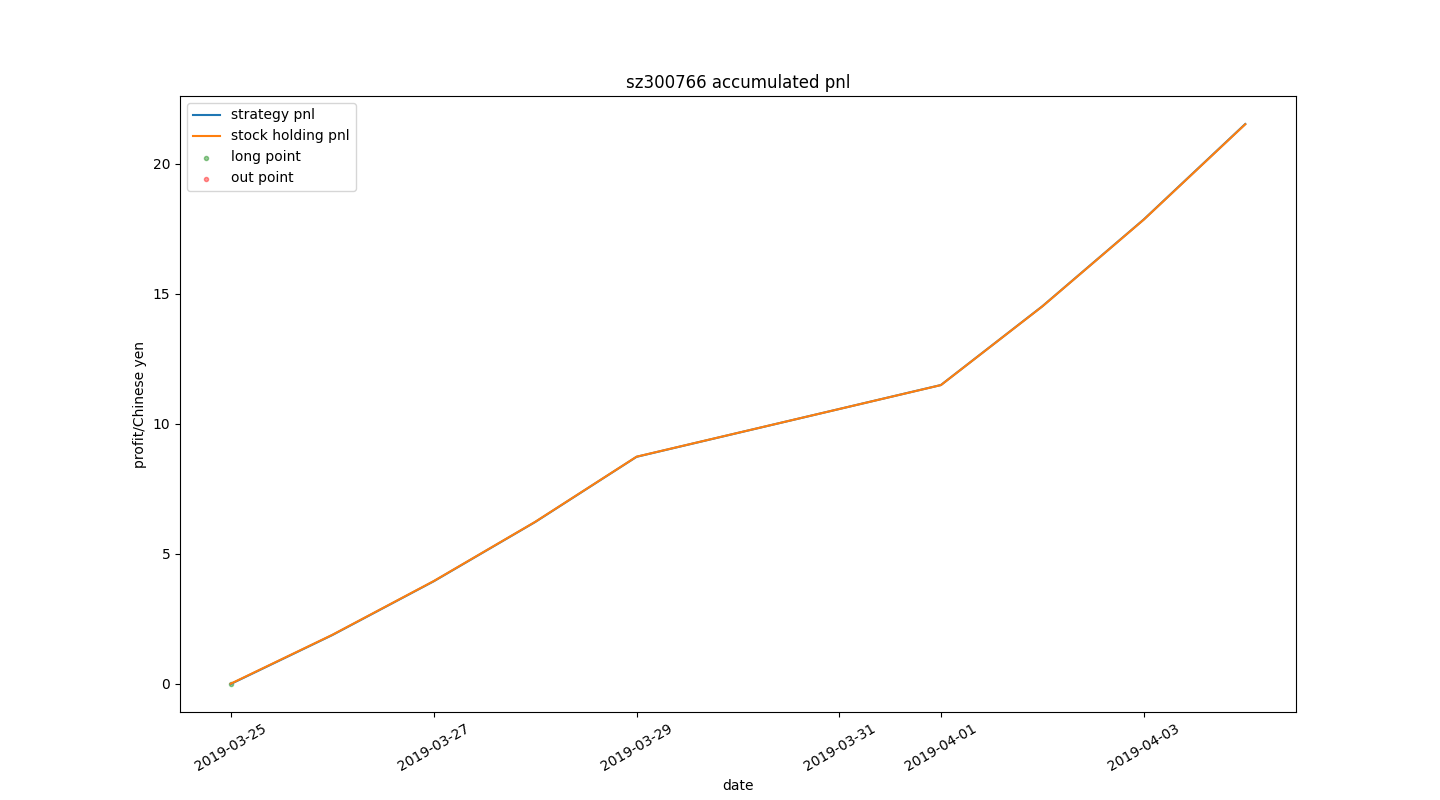 sz300766 accumulated pnl
strategy pnl
stock holding pnl
long point
out point
20
15
10
5
0
profit/Chinese yen
2019-03-25
2019-03-27
2019-03-29
2019-03-31
2019-04-01
2019-04-03
date